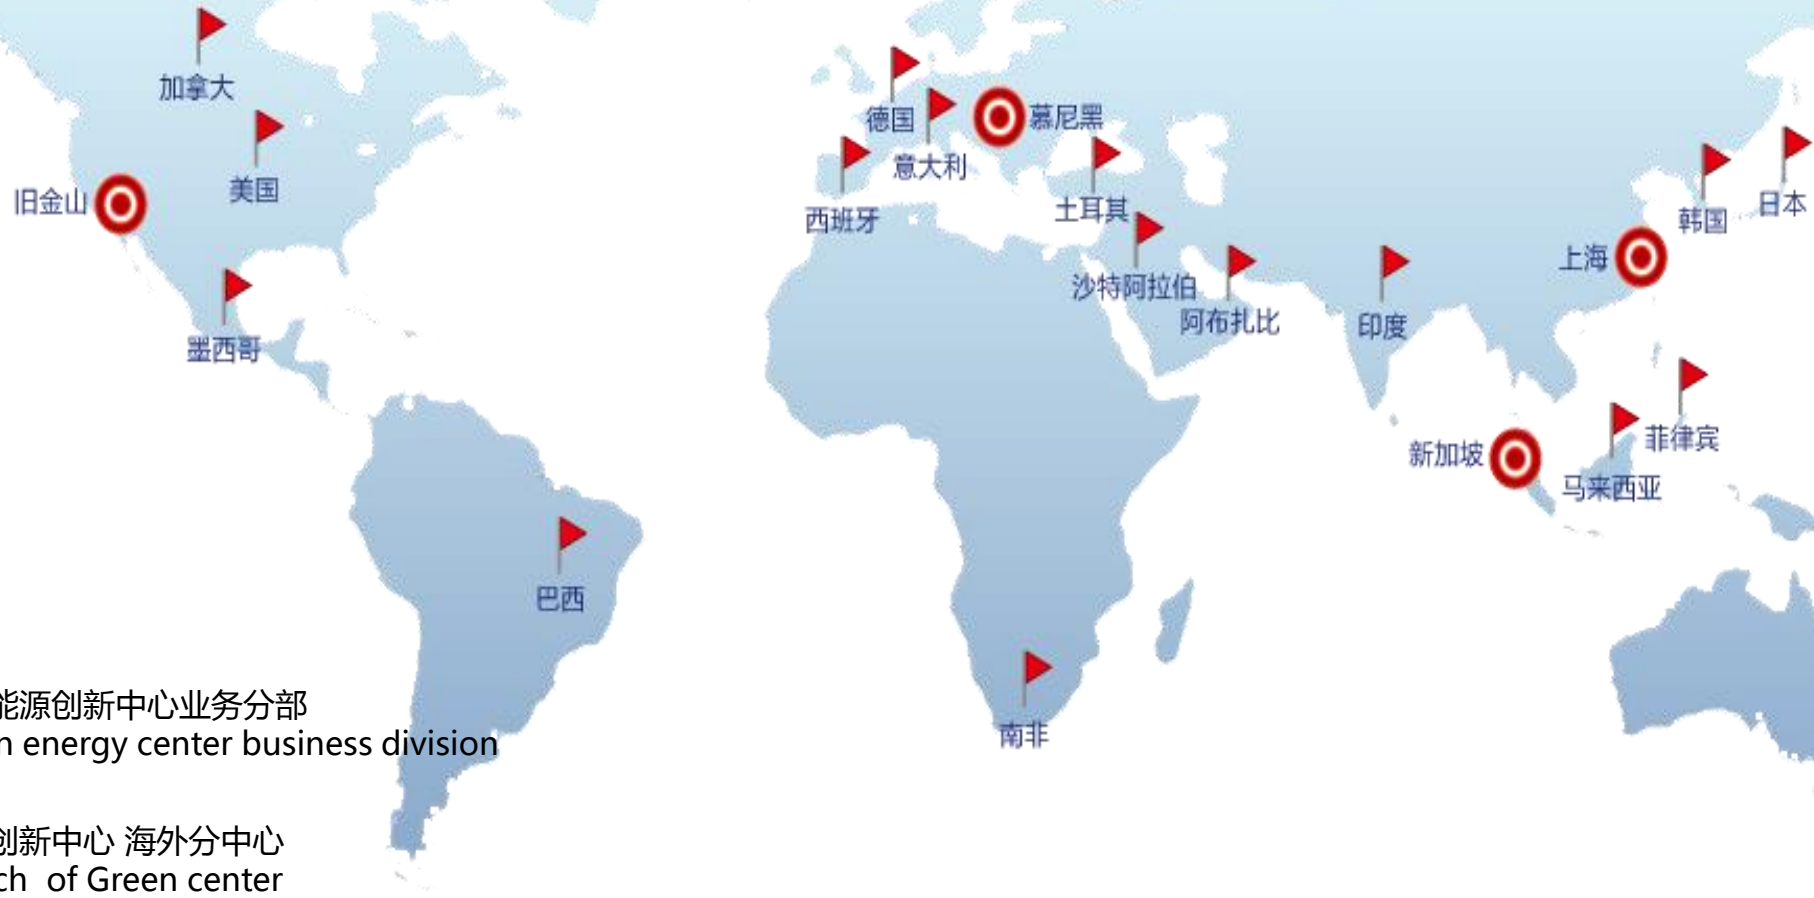 加拿大
美国
旧金山
墨西哥
巴西
德国
慕尼黑
意大利
西班牙
土耳其
沙特阿拉伯
阿布扎比
印度
日本
韩国
上海
菲律宾
新加坡
马来西亚
南非
能源创新中心业务分部
n energy center business division
创新中心 海外分中心
ch of Green center